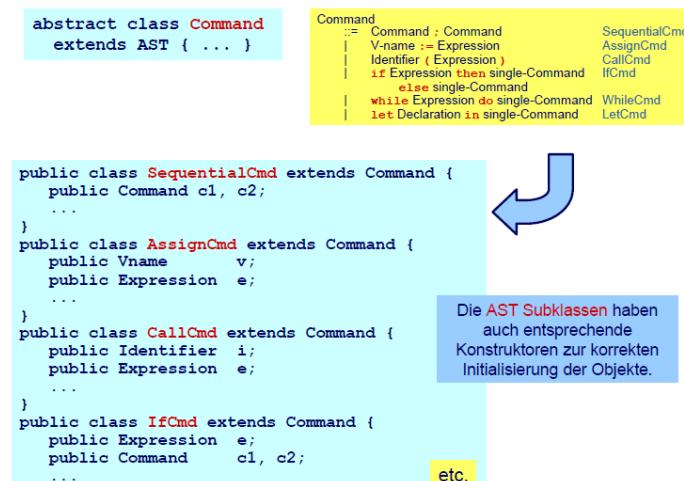 abstract class Command
extends AST { ... }
Command
::= Command ; Command SequentialCmd
| V-name := Expression AssignCmd
| Identifier ( Expression ) CallCmd
| if Expression then single-Command IfCmd
else single-Command
| while Expression do single-Command WhileCmd
| let Declaration in single-Command LetCmd
public class SequentialCmd extends Command {
public Command c1, c2;
...
}
public class AssignCmd extends Command {
public Vname v;
public Expression e;
...
}
public class CallCmd extends Command {
public Identifier i;
public Expression e;
...
}
public class IfCmd extends Command {
public Expression e;
public Command c1, c2;
...
Die AST Subklassen haben
auch entsprechende
Konstruktoren zur korrekten
Initialisierung der Objekte.
etc.